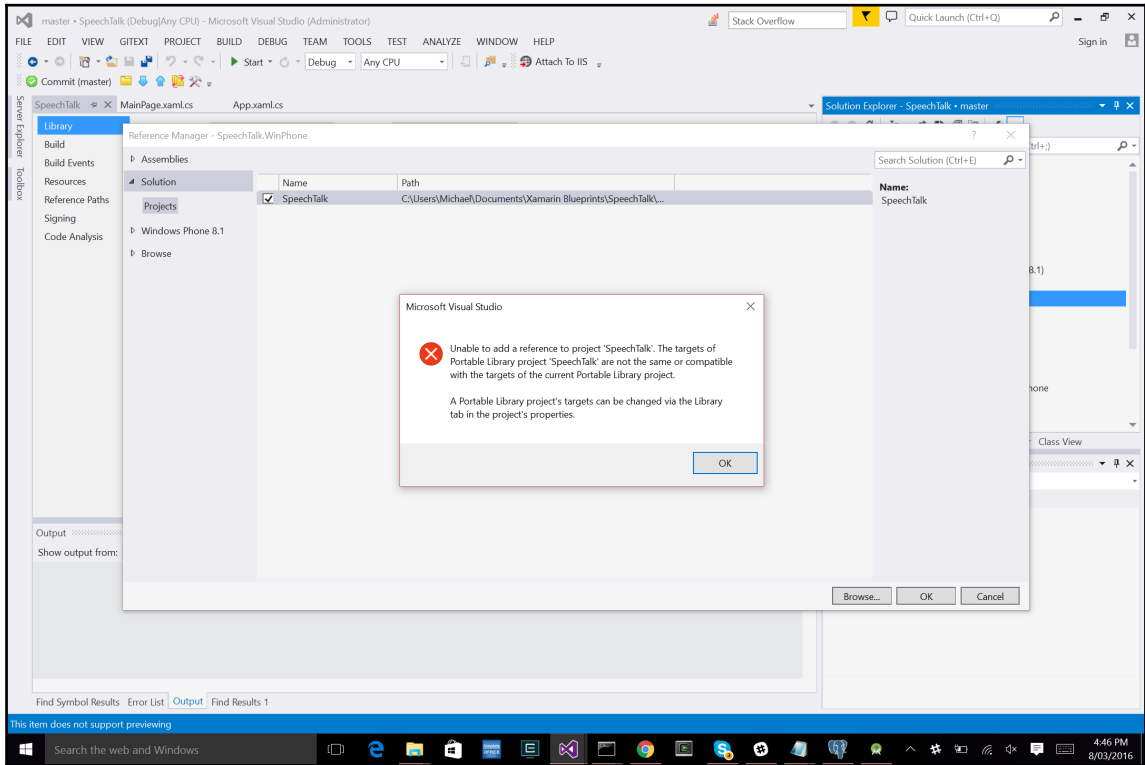 master • SpeechTalk (Debug|Any CPU) - Microsoft Visual Studio (Administrator)
Stack Overflow
Quick Launch (Ctrl+Q)
FILE EDIT VIEW GITEXT PROJECT BUILD DEBUG TEAM TOOLS TEST ANALYZE WINDOW HELP
Sign in
Start Debug Any CPU Attach To IIS
Commit (master)
Server Explorer
Toolbox
SpeechTalk MainPage.xaml.cs App.xaml.cs
Solution Explorer - SpeechTalk • master
Library
Build
Build Events
Resources
Reference Paths
Signing
Code Analysis
Reference Manager - SpeechTalk.WinPhone
Assemblies
Solution
Projects
Windows Phone 8.1
Browse
Search Solution (Ctrl+E)
trl+;)
Name Path
SpeechTalk C:\Users\Michael\Documents\Xamarin Blueprints\SpeechTalk\...
Name:
SpeechTalk
8.1)
hone
Class View
Microsoft Visual Studio
Unable to add a reference to project 'SpeechTalk'. The targets of
Portable Library project 'SpeechTalk' are not the same or compatible
with the targets of the current Portable Library project.
A Portable Library project's targets can be changed via the Library
tab in the project's properties.
OK
Output
Show output from:
Browse... OK Cancel
Find Symbol Results Error List Output Find Results 1
This item does not support previewing
Search the web and Windows
4:46 PM
8/03/2016